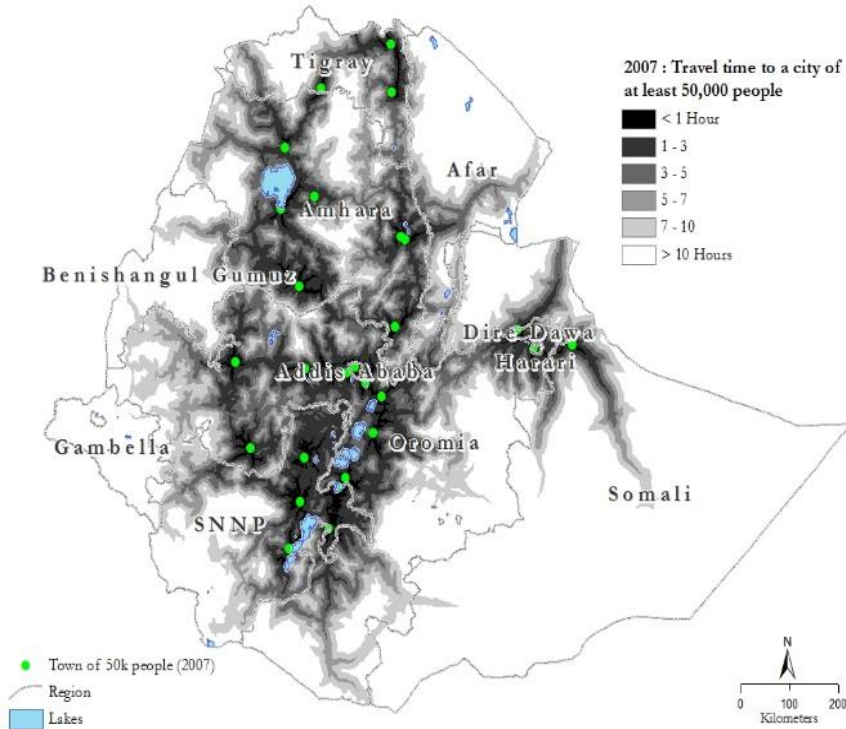 Tigray
2007 : Travel time to a city of
at least 50,000 people
< 1 Hour
1 - 3
3 - 5
5 - 7
7 - 10
> 10 Hours
Afar
Amhara
Benishangul Gumuz
Dire Dawa
Harari
Addis Ababa
Gambella
Oromia
Somali
SNNP
Town of 50k people (2007)
Region
Lakes
N
0 100 200
Kilometers